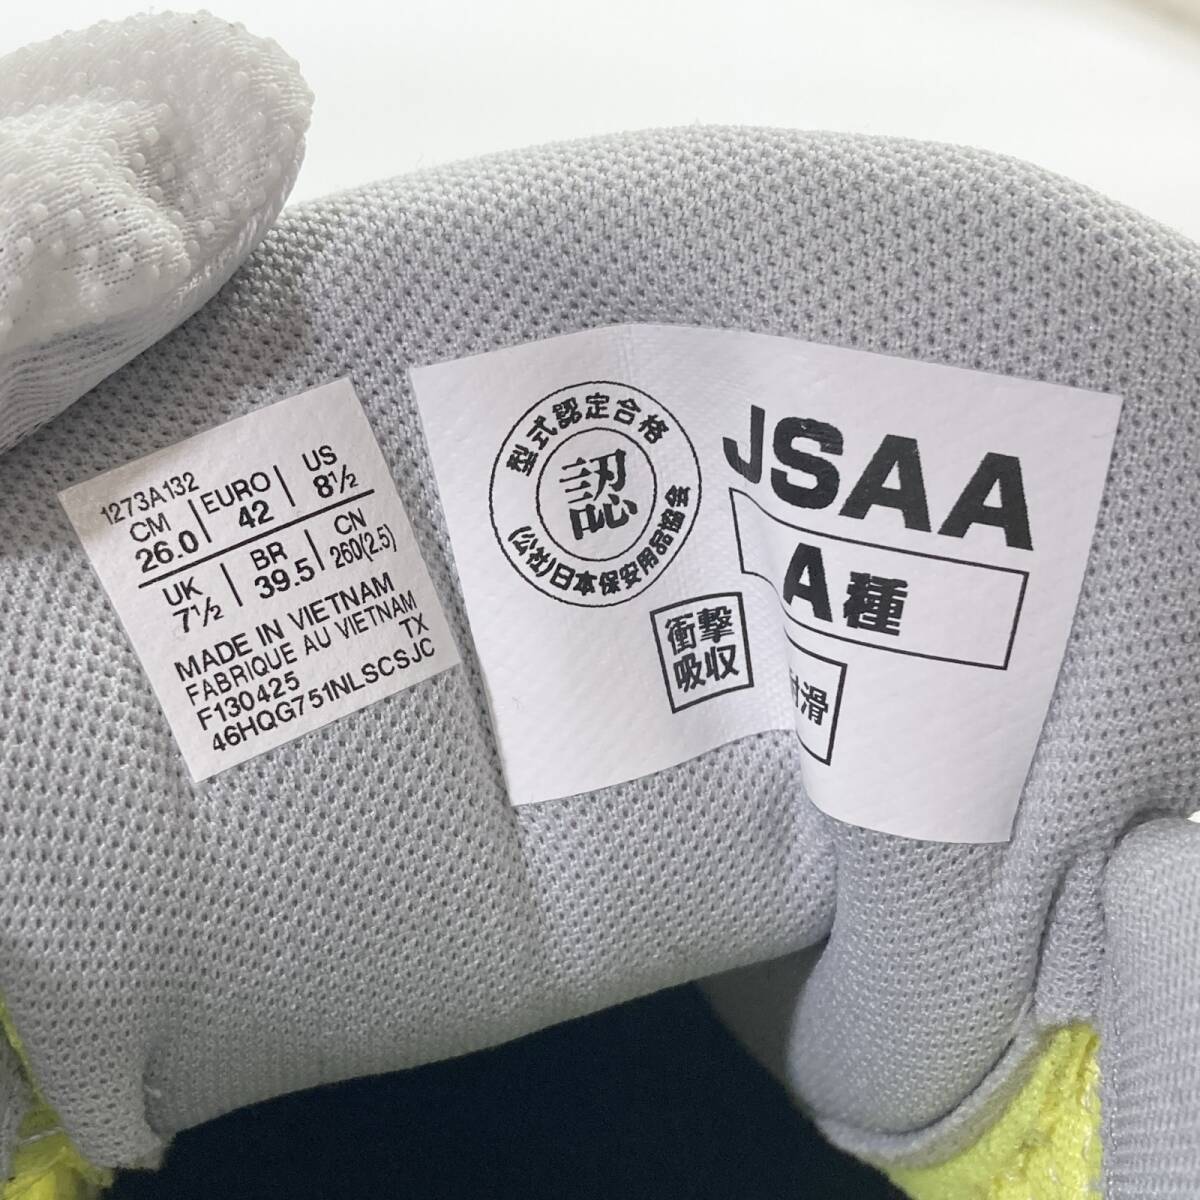 1273A132
CM 26.0 EURO 42 US 8½
UK 7½ BR 39.5 CN 260(2.5)
MADE IN VIETNAM
FABRIQUE AU VIETNAM
F130425 TX
46HQG751NLSCSJC
型式認定合格
認
(公社)日本保安用品協会
JSAA
A種
衝撃
吸収
滑